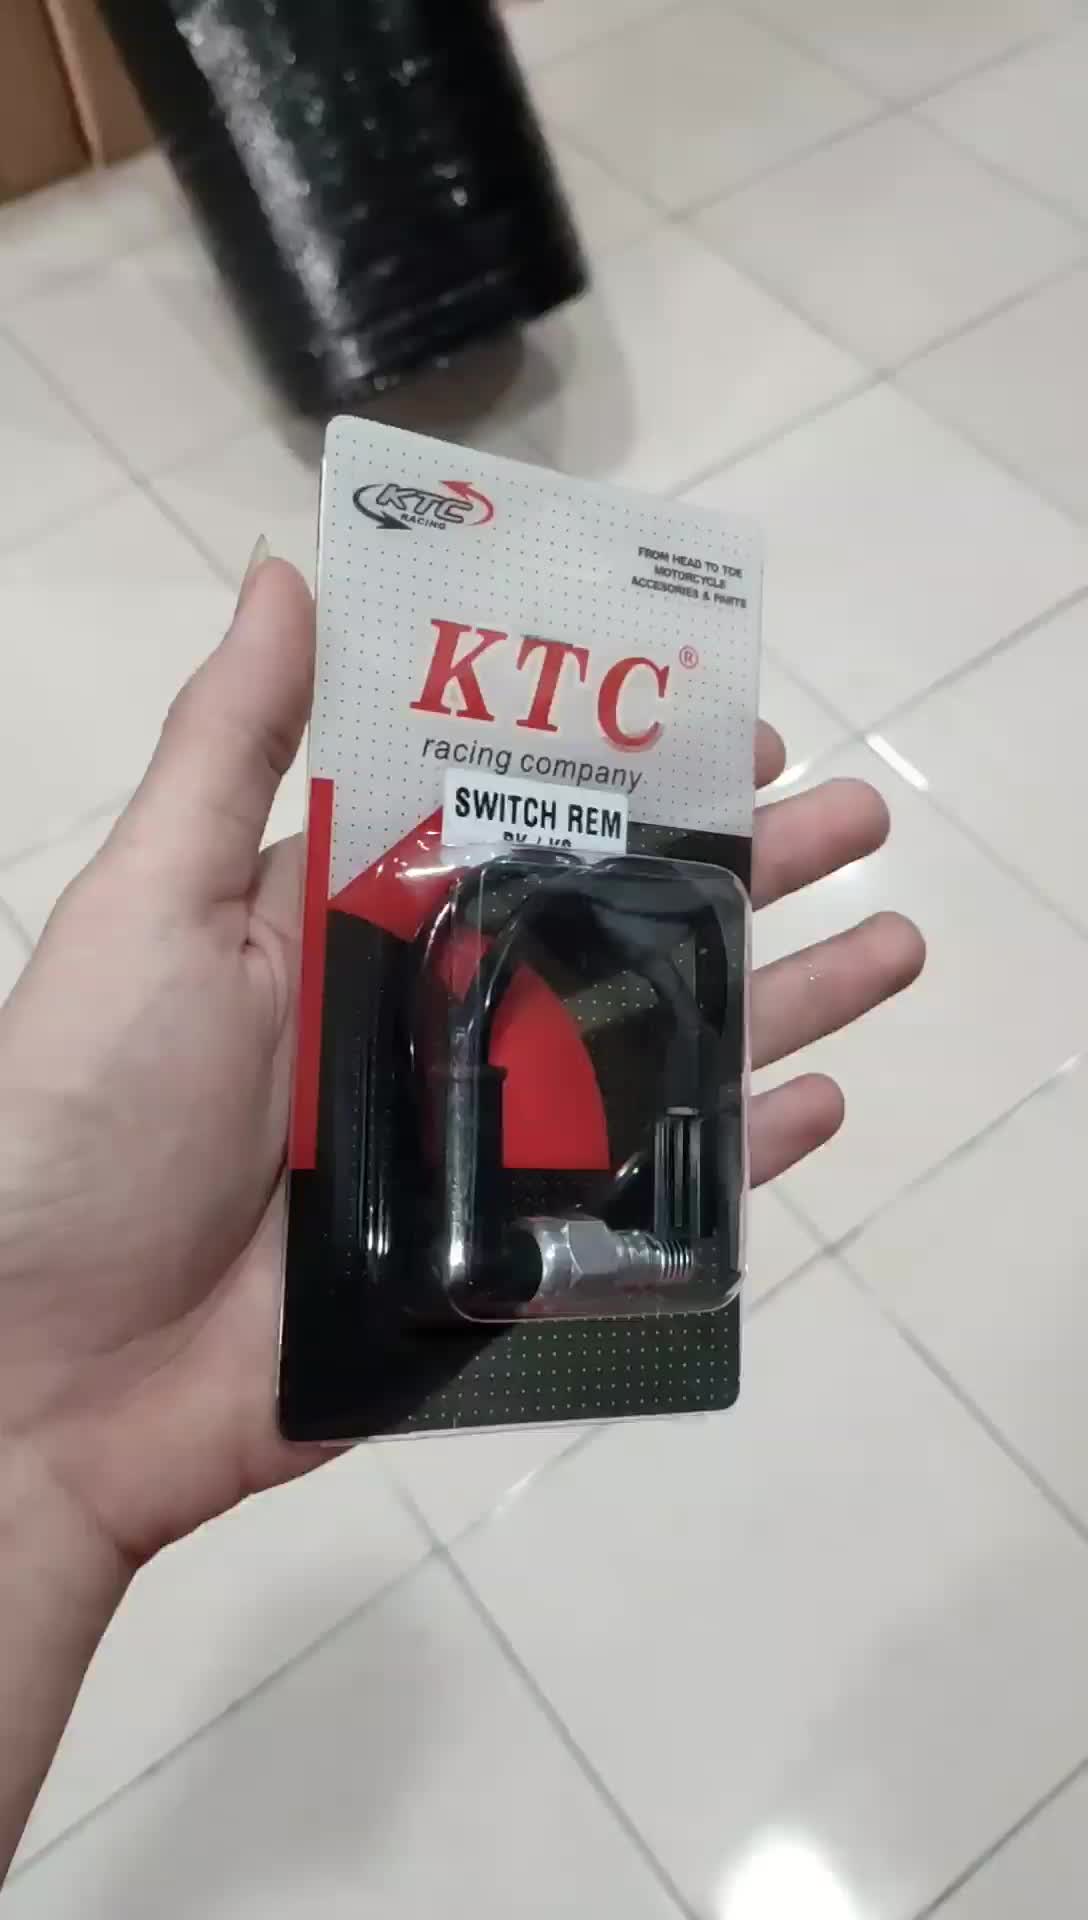 KTC
RACING
FROM HEAD TO TOE
MOTORCYCLE
ACCESORIES & PARTS
KTC®
racing company
SWITCH REM